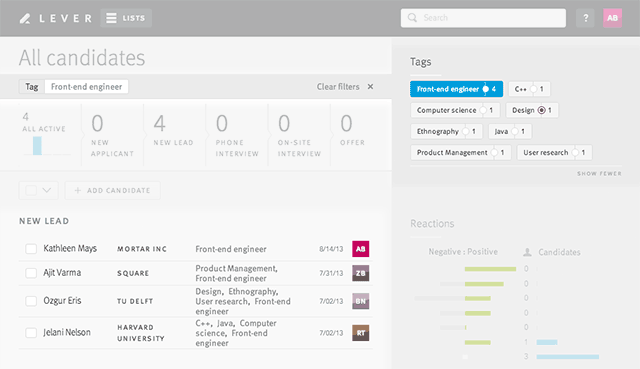 LEVER
LISTS
Search
?
AB
All candidates
Tag Front-end engineer
Clear filters ×
4
ALL ACTIVE
0
NEW APPLICANT
4
NEW LEAD
0
PHONE INTERVIEW
0
ON-SITE INTERVIEW
0
OFFER
+ ADD CANDIDATE
NEW LEAD
Kathleen Mays MORTAR INC Front-end engineer 8/14/13 AB
Ajit Varma SQUARE Product Management, Front-end engineer 7/31/13 ZB
Ozgur Eris TU DELFT Design, Ethnography, User research, Front-end engineer 7/02/13 BN
Jelani Nelson HARVARD UNIVERSITY C++, Java, Computer science, Front-end engineer 7/02/13 RT
Tags
Front-end engineer 4 C++ 1
Computer science 1 Design 1
Ethnography 1 Java 1
Product Management 1 User research 1
SHOW FEWER
Reactions
Negative : Positive Candidates
0
0
0
0
0
1
3